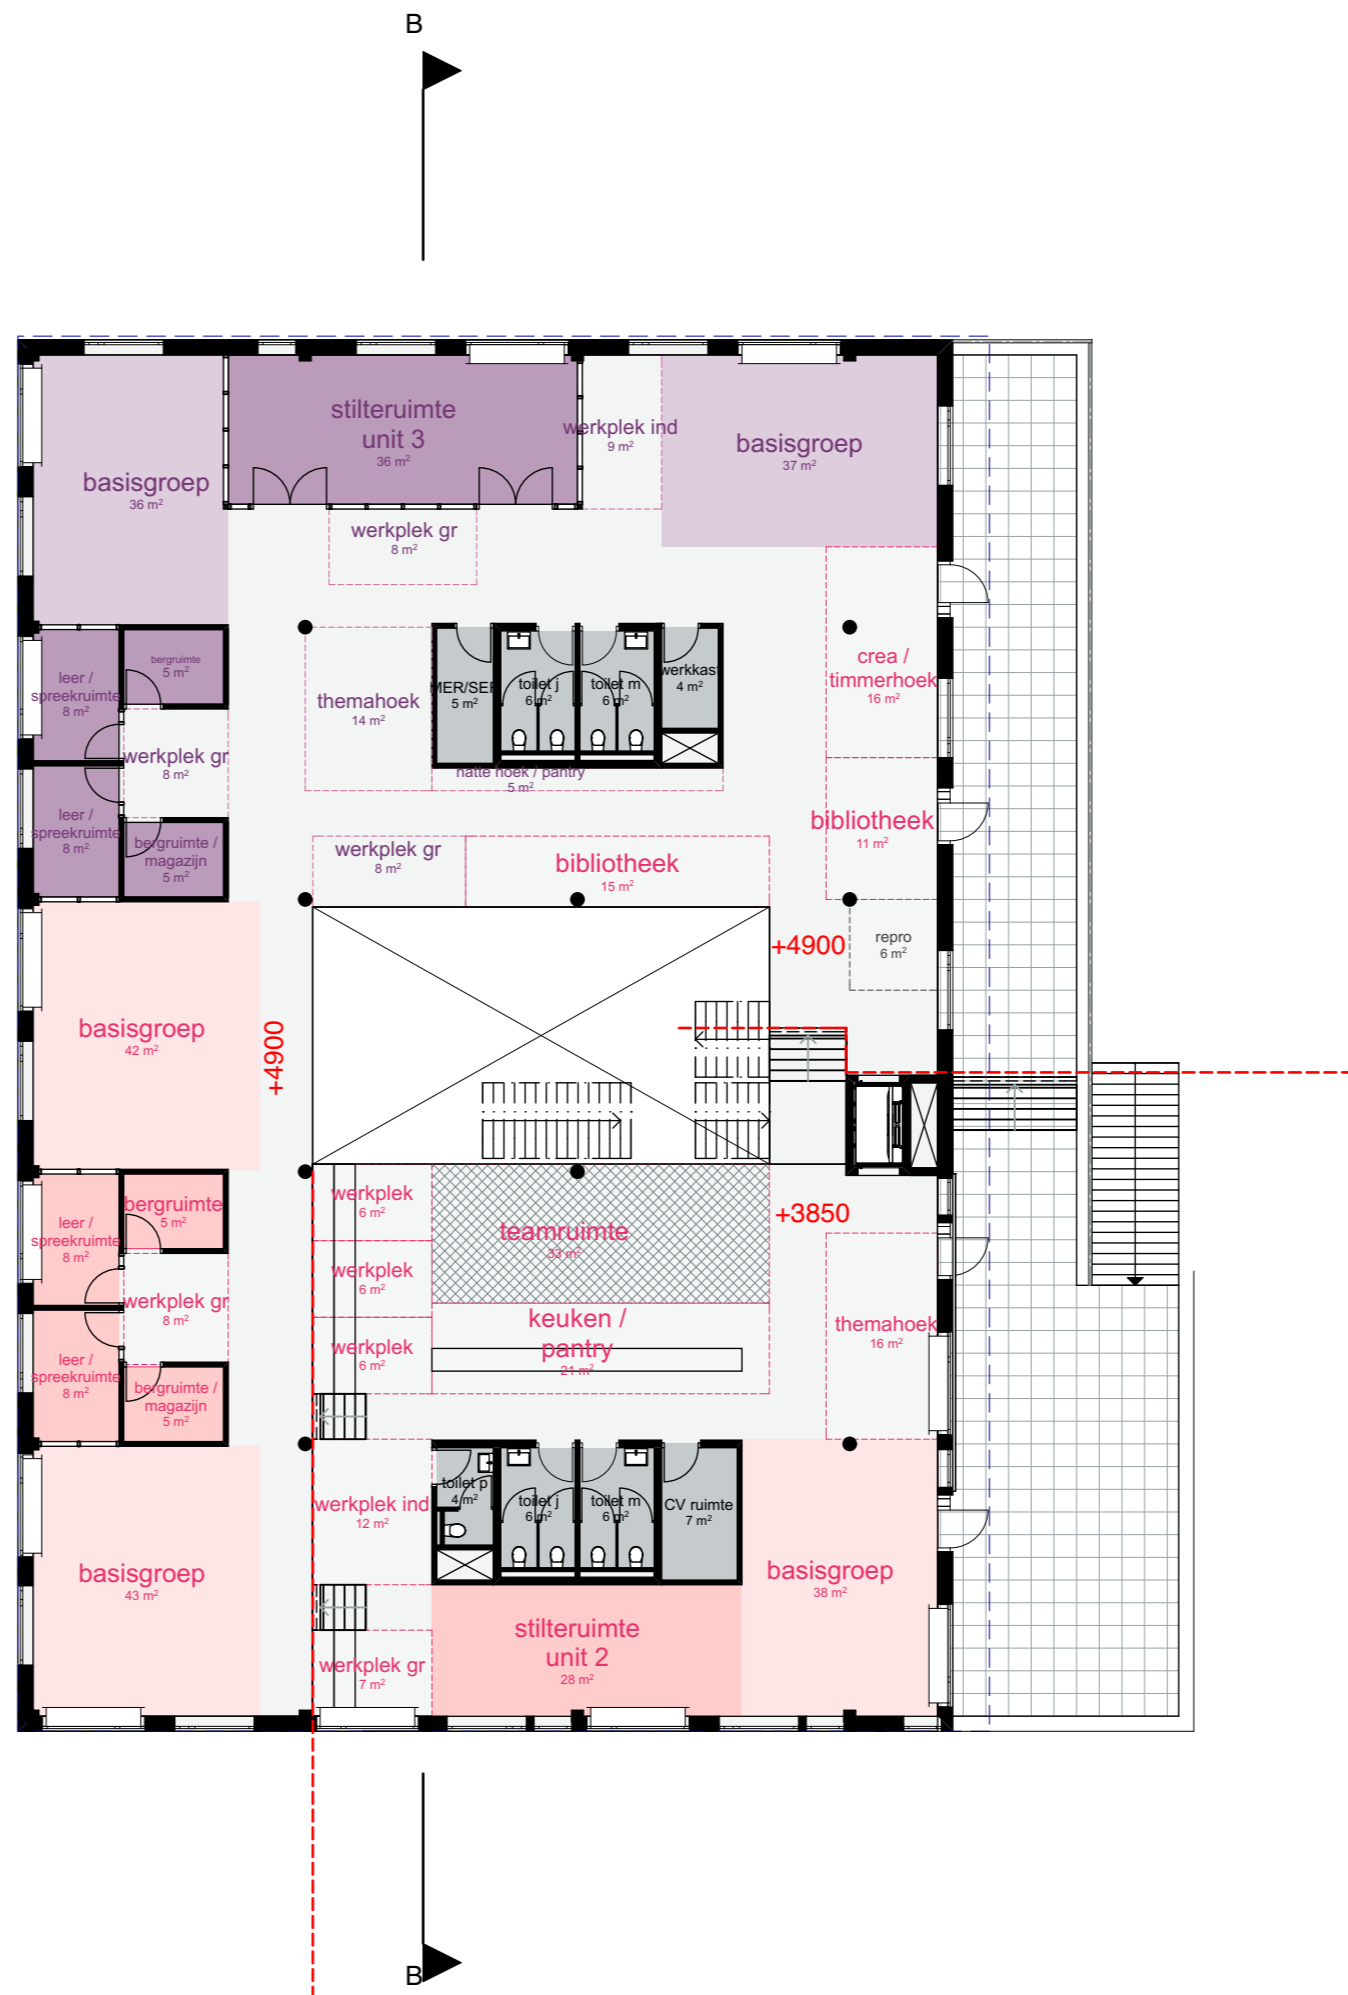 B
stilteruimte
unit 3
36 m²
werkplek ind
9 m²
basisgroep
37 m²
basisgroep
36 m²
werkplek gr
8 m²
leer /
spreekruimte
8 m²
bergruimte
5 m²
themahoek
14 m²
MER/SER
5 m²
toilet j
6 m²
toilet m
6 m²
werkkast
4 m²
crea /
timmerhoek
16 m²
werkplek gr
8 m²
natte hoek / pantry
5 m²
leer /
spreekruimte
8 m²
bergruimte /
magazijn
5 m²
werkplek gr
8 m²
bibliotheek
15 m²
bibliotheek
11 m²
+4900
repro
6 m²
basisgroep
42 m²
+4900
leer /
spreekruimte
8 m²
bergruimte
5 m²
werkplek
6 m²
teamruimte
33 m²
+3850
werkplek
6 m²
werkplek gr
8 m²
keuken /
pantry
21 m²
themahoek
16 m²
werkplek
6 m²
leer /
spreekruimte
8 m²
bergruimte /
magazijn
5 m²
werkplek ind
12 m²
toilet p
4 m²
toilet j
6 m²
toilet m
6 m²
CV ruimte
7 m²
basisgroep
43 m²
basisgroep
38 m²
stilteruimte
unit 2
28 m²
werkplek gr
7 m²
B